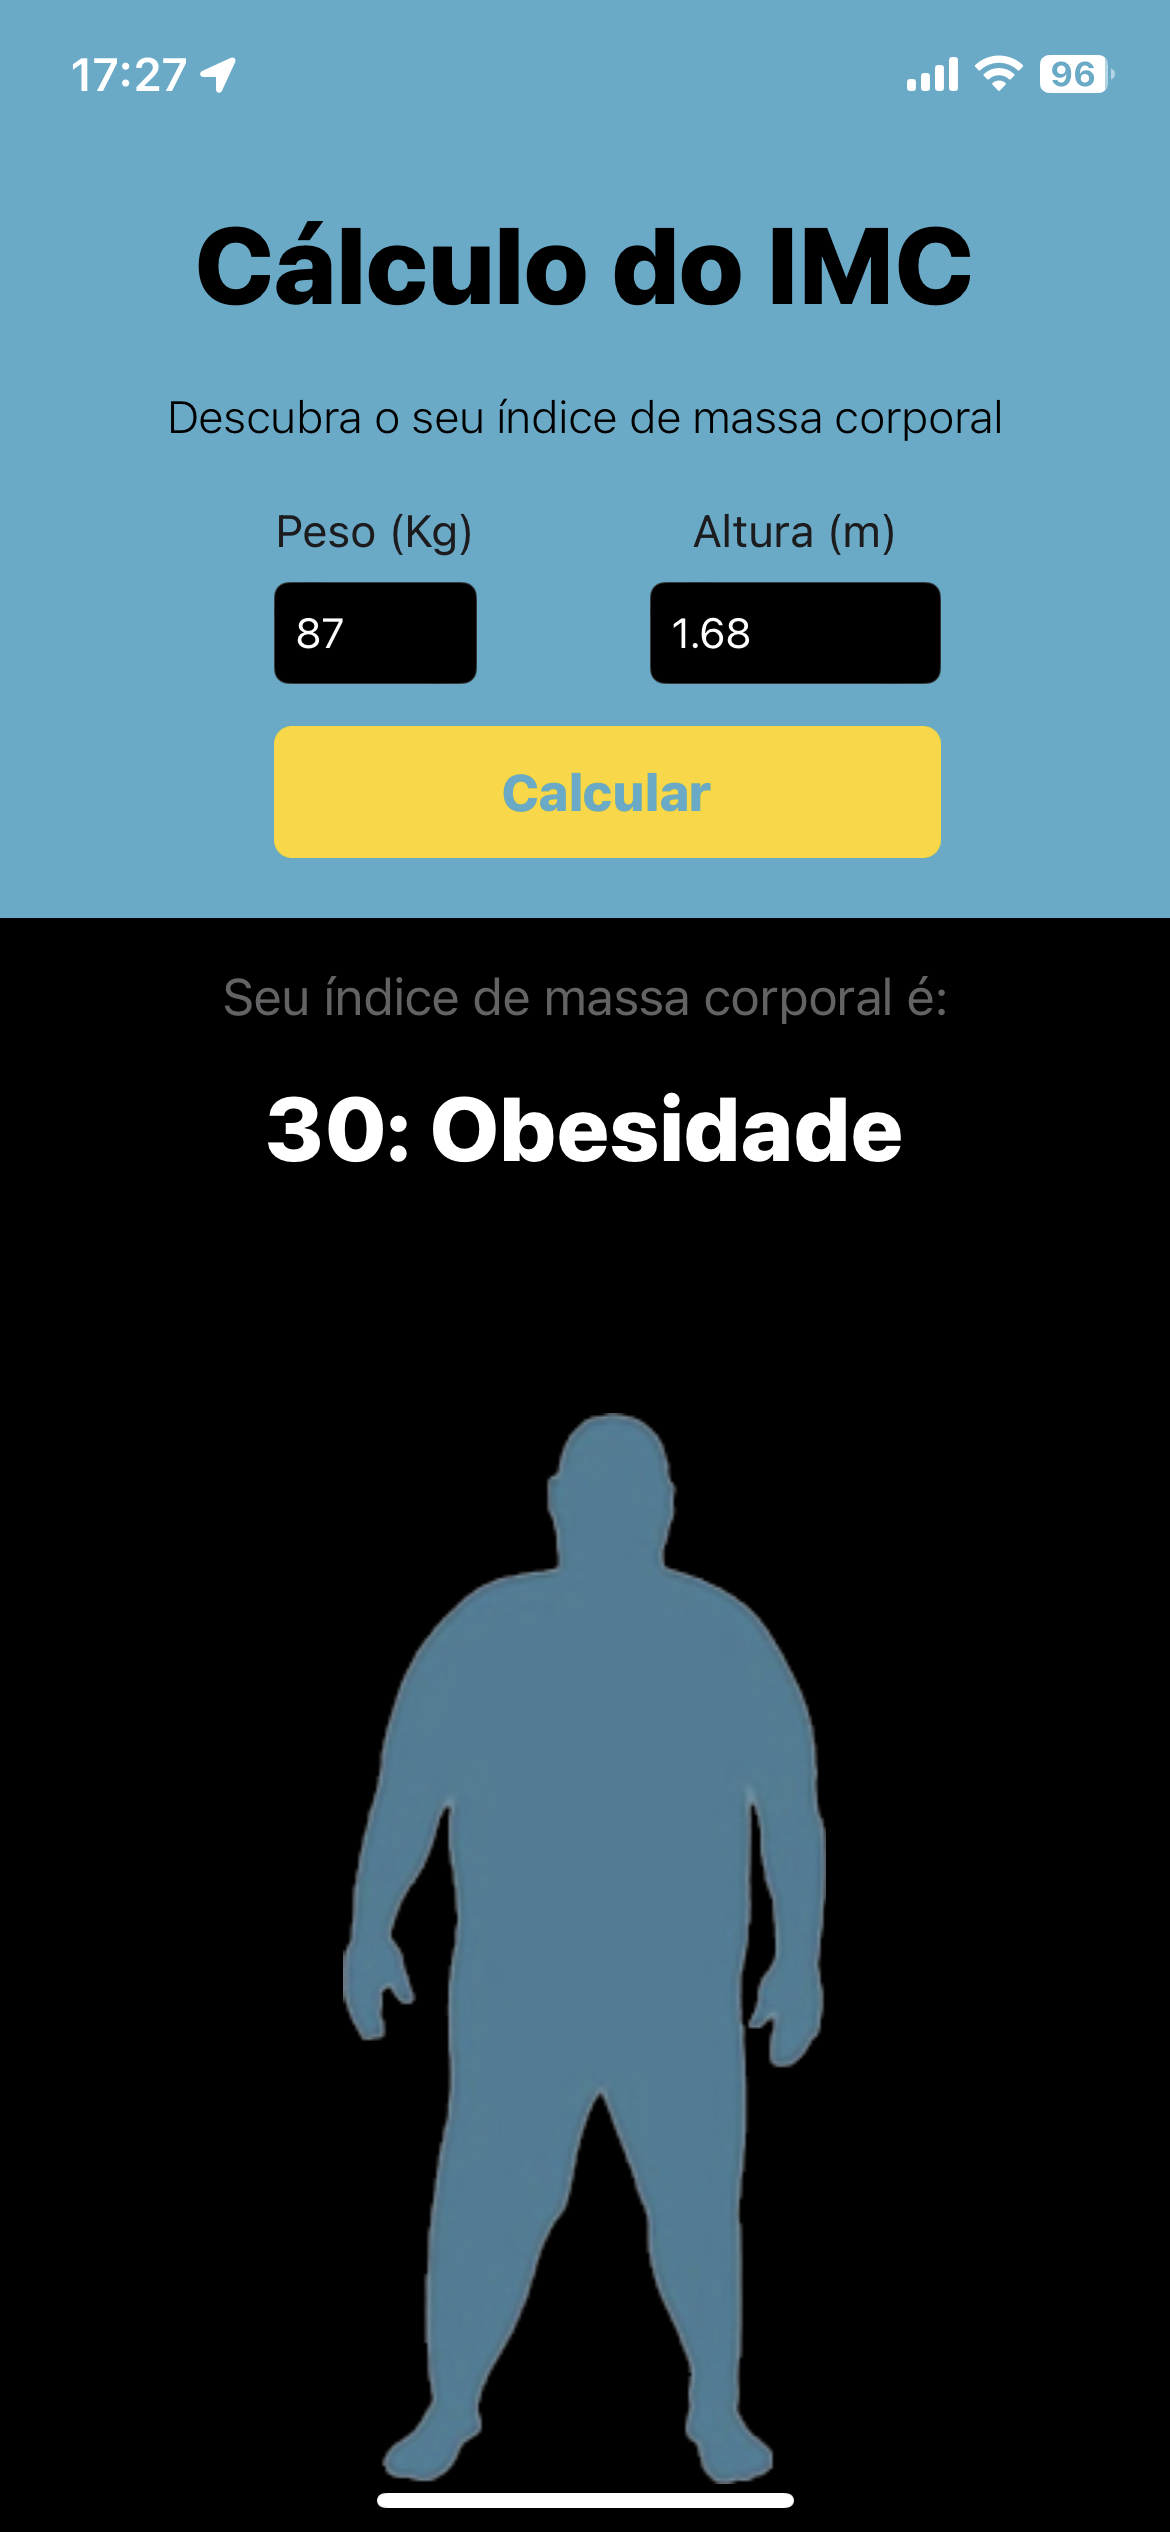 17:27
96
Cálculo do IMC
Descubra o seu índice de massa corporal
Peso (Kg) Altura (m)
87 1.68
Calcular
Seu índice de massa corporal é:
30: Obesidade